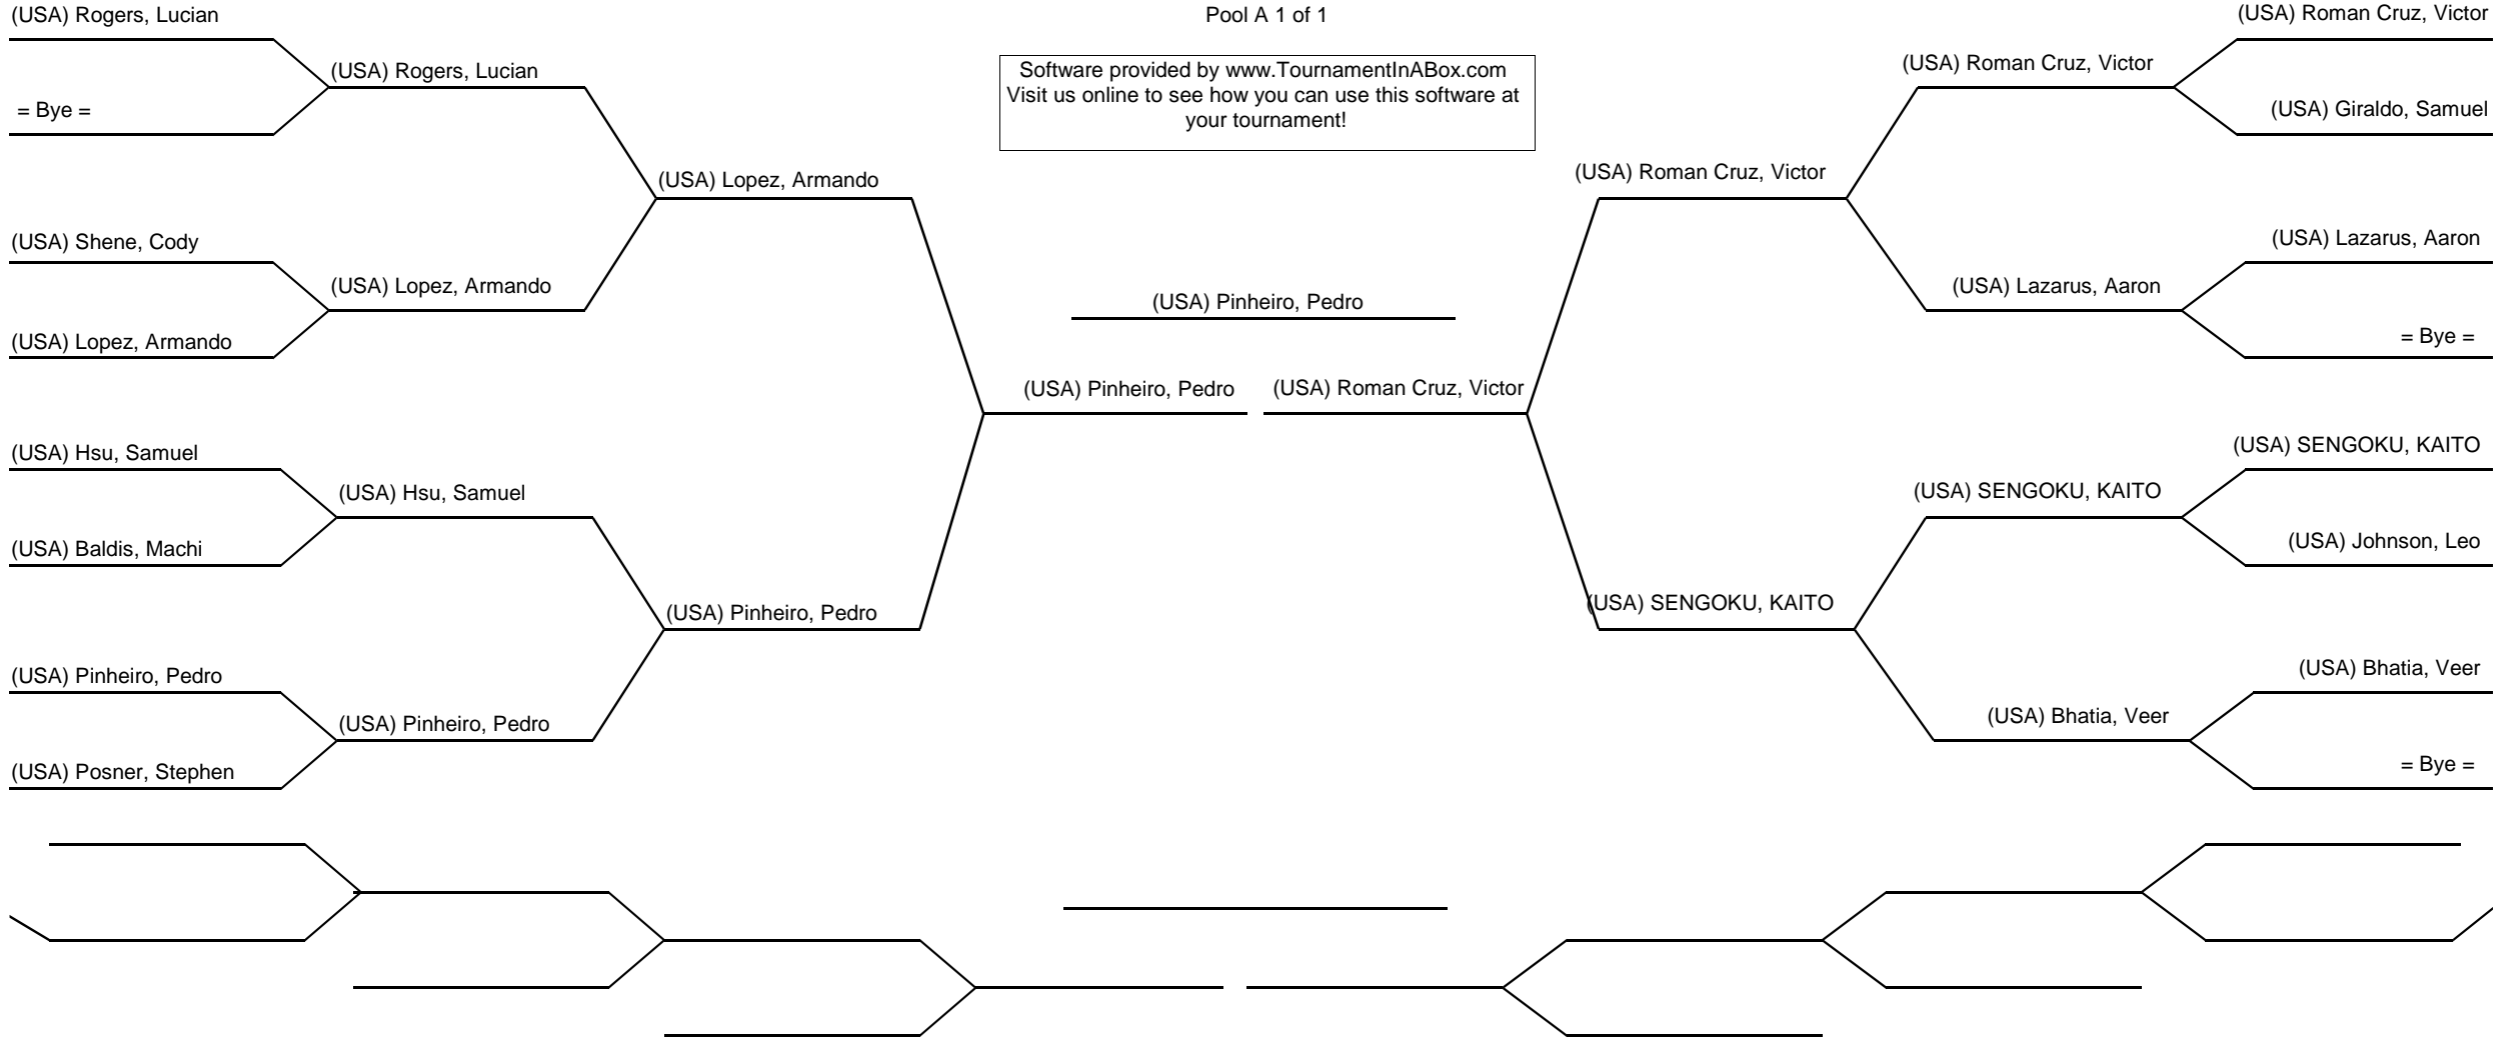 (USA) Rogers, Lucian
= Bye =
(USA) Shene, Cody
(USA) Lopez, Armando
(USA) Hsu, Samuel
(USA) Baldis, Machi
(USA) Pinheiro, Pedro
(USA) Posner, Stephen
(USA) Rogers, Lucian
(USA) Lopez, Armando
(USA) Hsu, Samuel
(USA) Pinheiro, Pedro
(USA) Lopez, Armando
(USA) Pinheiro, Pedro
Pool A 1 of 1
Software provided by www.TournamentInABox.com
Visit us online to see how you can use this software at
your tournament!
(USA) Pinheiro, Pedro
(USA) Pinheiro, Pedro
(USA) Roman Cruz, Victor
(USA) Roman Cruz, Victor
(USA) SENGOKU, KAITO
(USA) Roman Cruz, Victor
(USA) Lazarus, Aaron
(USA) SENGOKU, KAITO
(USA) Bhatia, Veer
(USA) Roman Cruz, Victor
(USA) Giraldo, Samuel
(USA) Lazarus, Aaron
= Bye =
(USA) SENGOKU, KAITO
(USA) Johnson, Leo
(USA) Bhatia, Veer
= Bye =